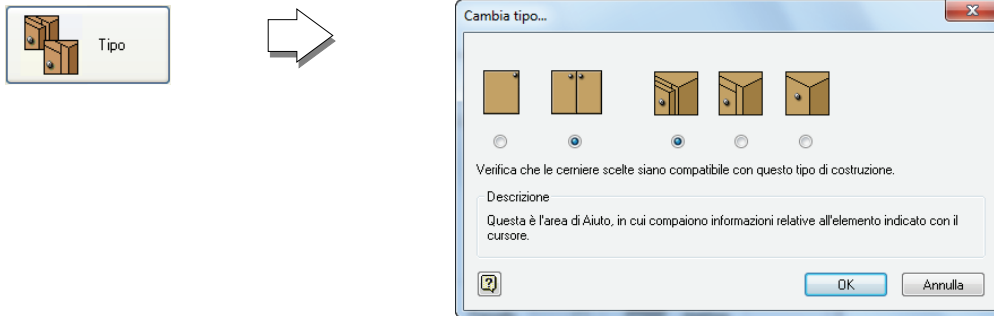 Tipo
Cambia tipo...
Verifica che le cerniere scelte siano compatibile con questo tipo di costruzione.
Descrizione
Questa è l'area di Aiuto, in cui compaiono informazioni relative all'elemento indicato con il
cursore.
OK
Annulla